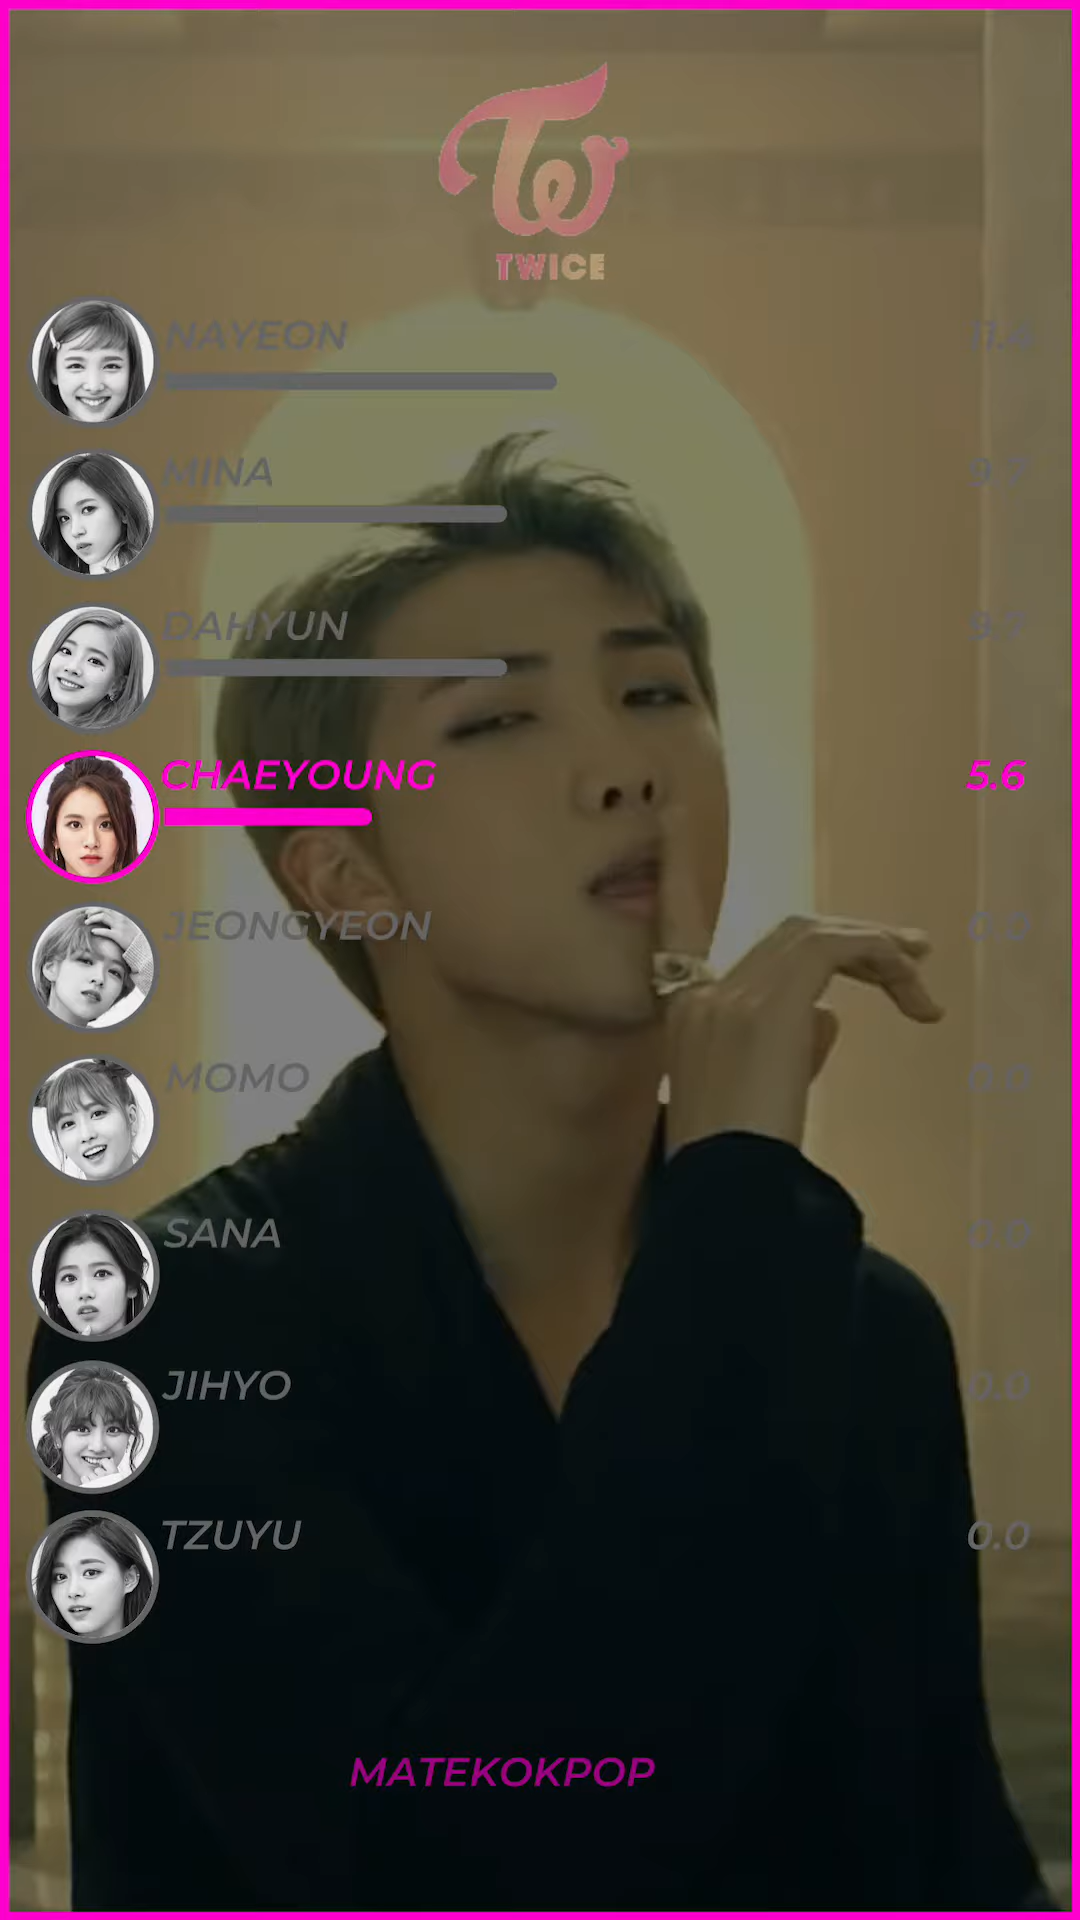 TWICE
NAYEON 11.4
MINA 9.7
DAHYUN 9.7
CHAEYOUNG 5.6
JEONGYEON 0.0
MOMO 0.0
SANA 0.0
JIHYO 0.0
TZUYU 0.0
MATEKOKPOP